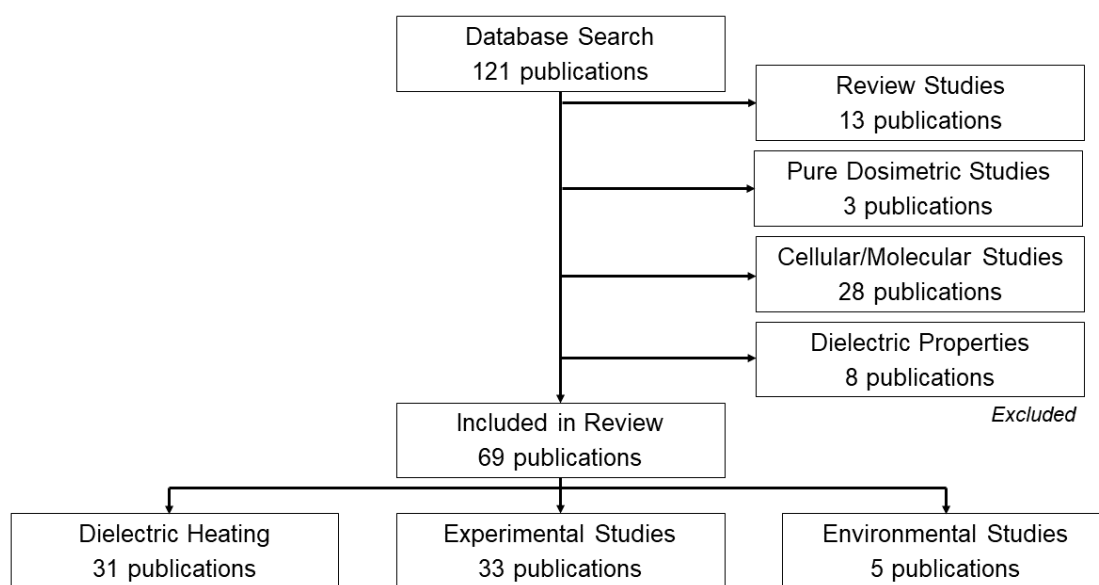 Database Search
121 publications
Review Studies
13 publications
Pure Dosimetric Studies
3 publications
Cellular/Molecular Studies
28 publications
Dielectric Properties
8 publications
Excluded
Included in Review
69 publications
Dielectric Heating
31 publications
Experimental Studies
33 publications
Environmental Studies
5 publications